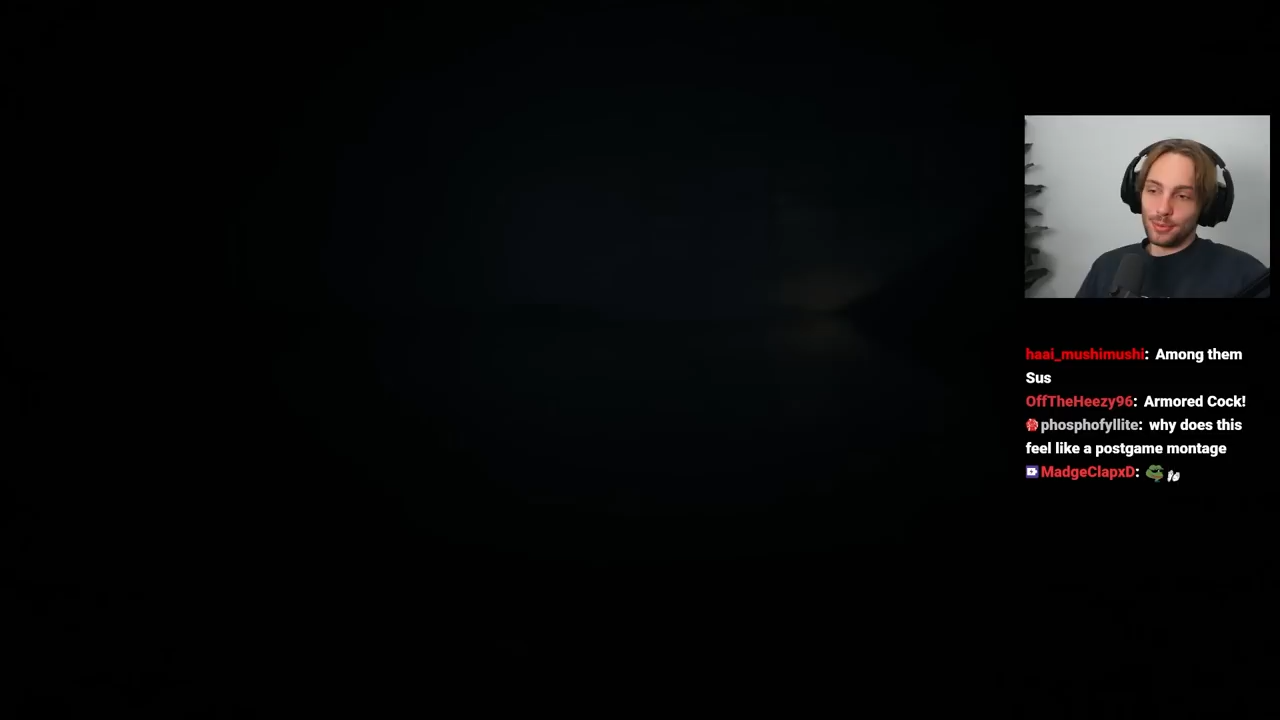 haai_mushimushi: Among them
Sus
OffTheHeezy96: Armored Cock!
phosphofyllite: why does this
feel like a postgame montage
MadgeClapxD: